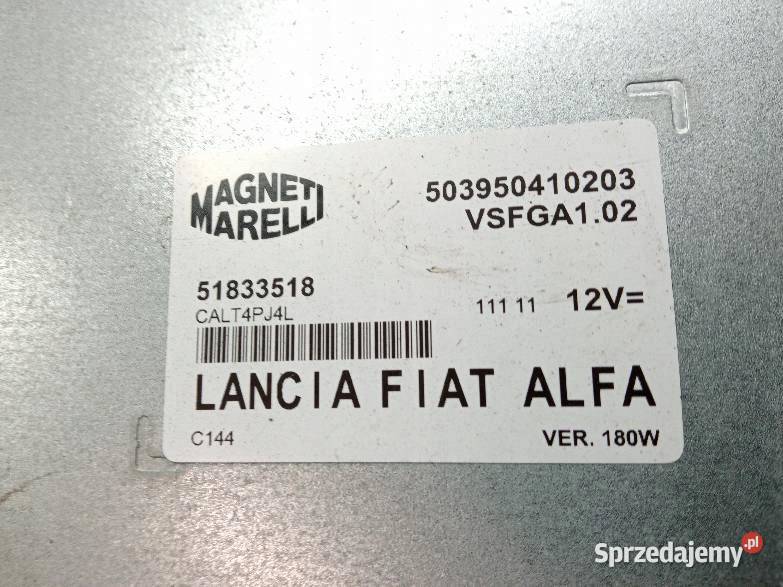 MAGNETI
MARELLI
503950410203
VSFGA1.02
51833518
CALT4PJ4L
111 11 12V=
LANCIA FIAT ALFA
C144
VER. 180W
Sprzedajemy.pl